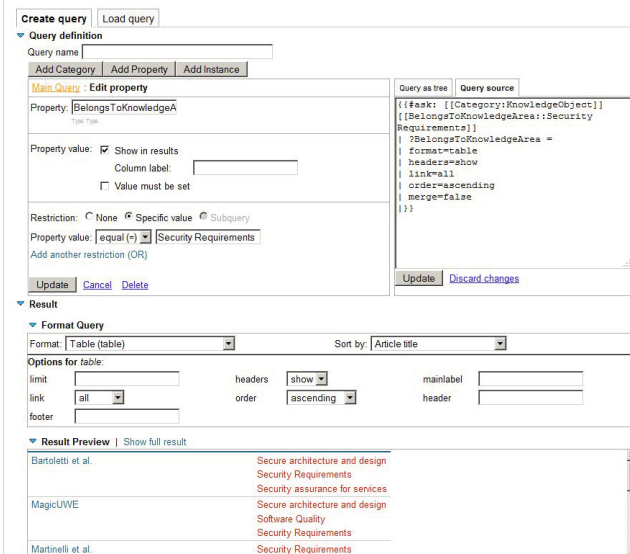 Create query Load query
Query definition
Query name
Add Category Add Property Add Instance
Main Query : Edit property
Property: BelongsToKnowledgeA
Type: Type
Property value: Show in results
Column label:
Value must be set
Restriction: None Specific value Subquery
Property value: equal (=) Security Requirements
Add another restriction (OR)
Update Cancel Delete
Query as tree Query source
{{#ask: [[Category:KnowledgeObject]]
[[BelongsToKnowledgeArea::Security
Requirements]]
| ?BelongsToKnowledgeArea =
| format=table
| headers=show
| link=all
| order=ascending
| merge=false
|}}
Update Discard changes
Result
Format Query
Format: Table (table) Sort by: Article title
Options for table:
limit headers show mainlabel
link all order ascending header
footer
Result Preview | Show full result
Bartoletti et al. Secure architecture and design
Security Requirements
Security assurance for services
MagicUWE Secure architecture and design
Software Quality
Security Requirements
Martinelli et al. Security Requirements